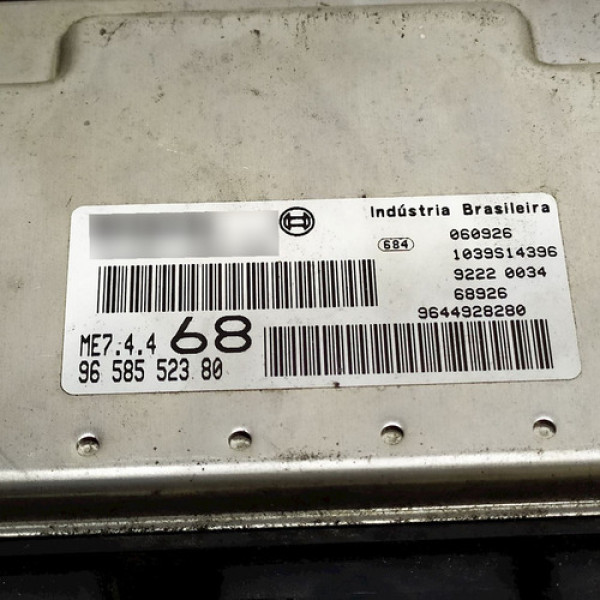 Indústria Brasileira
684 060926
1039S14396
9222 0034
68926
9644928280
ME7.4.4 68
96 585 523 80